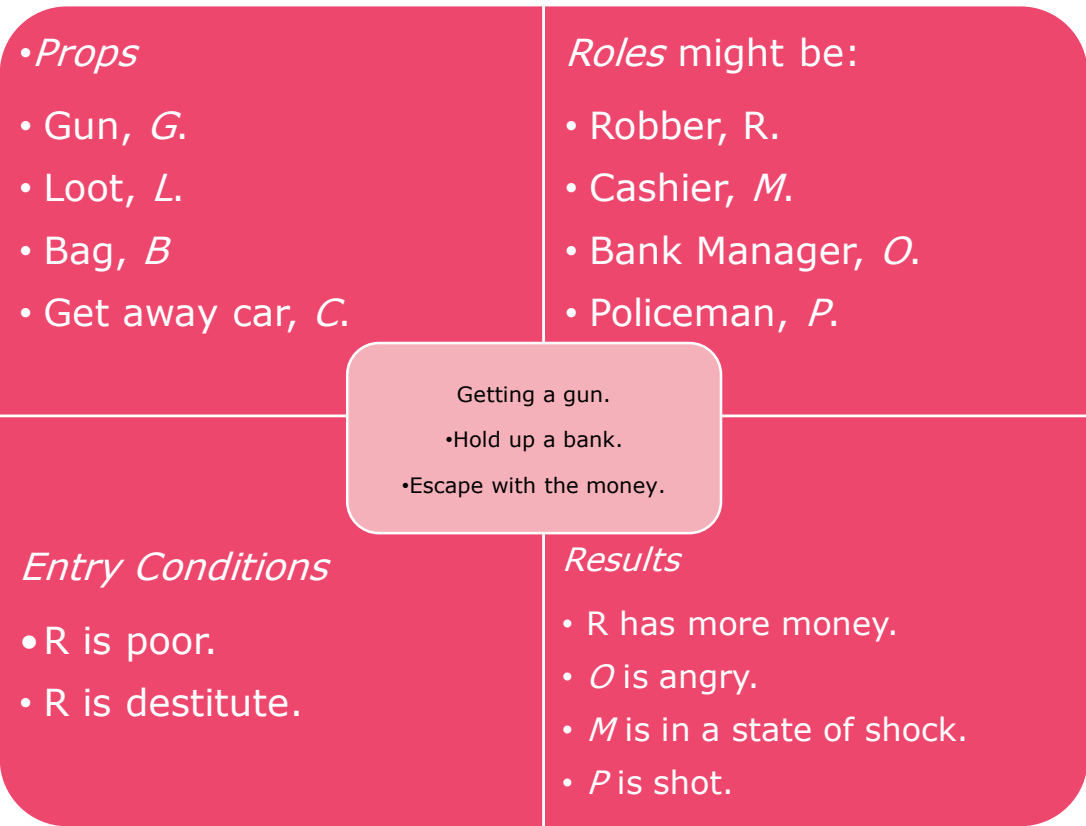 •Props
• Gun, G.
• Loot, L.
• Bag, B
• Get away car, C.
Roles might be:
• Robber, R.
• Cashier, M.
• Bank Manager, O.
• Policeman, P.
Getting a gun.
•Hold up a bank.
•Escape with the money.
Entry Conditions
•R is poor.
• R is destitute.
Results
• R has more money.
• O is angry.
• M is in a state of shock.
• P is shot.